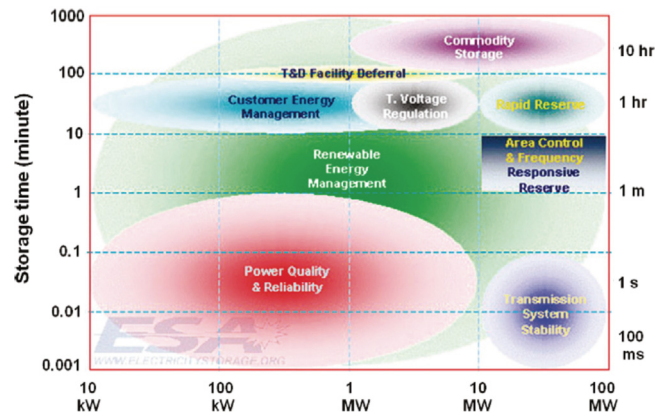 1000
100
10
1
0.1
0.01
0.001
Storage time (minute)
Commodity
Storage
T&D Facility Deferral
Customer Energy
Management
T. Voltage
Regulation
Rapid Reserve
Renewable
Energy
Management
Area Control
& Frequency
Responsive
Reserve
Power Quality
& Reliability
Transmission
System
Stability
ESA
WWW.ELECTRICITYSTORAGE.ORG
10 hr
1 hr
1 m
1 s
100
ms
10
kW
100
kW
1
MW
10
MW
100
MW